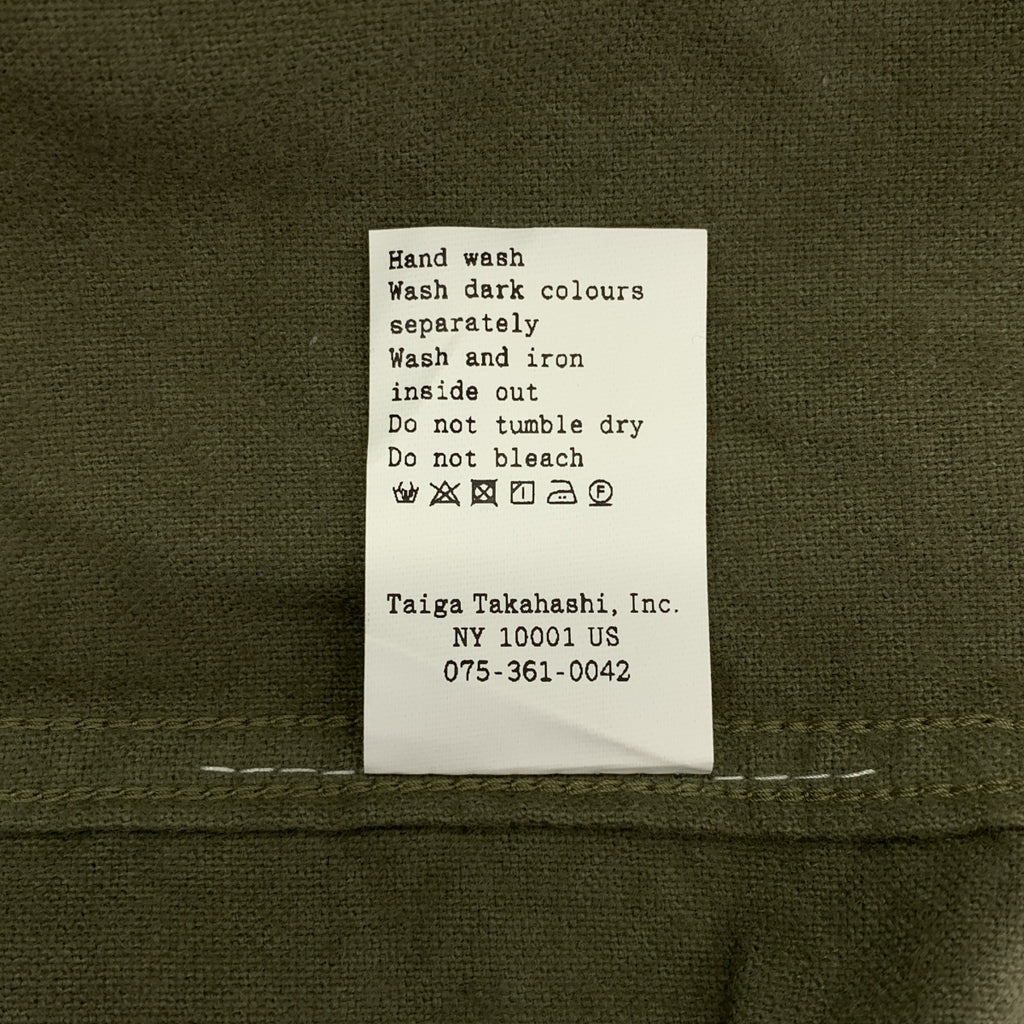 Hand wash
Wash dark colours
separately
Wash and iron
inside out
Do not tumble dry
Do not bleach
F
Taiga Takahashi, Inc.
NY 10001 US
075-361-0042